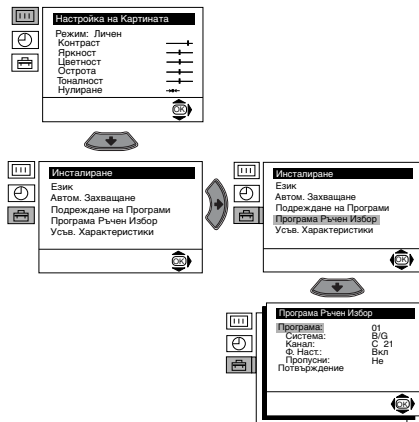 Настройка на Картината
Режим: Личен
Контраст
Яркност
Цветност
Острота
Тоналност
Нулиране
OK
Инсталиране
Език
Автом. Захващане
Подреждане на Програми
Програма Ръчен Избор
Усъв. Характеристики
OK
Инсталиране
Език
Автом. Захващане
Подреждане на Програми
Програма Ръчен Избор
Усъв. Характеристики
OK
Програма Ръчен Избор
Програма: 01
Система: B/G
Канал: C 21
Ф. Наст.: Вкл
Пропусни: Не
Потвърждение
OK